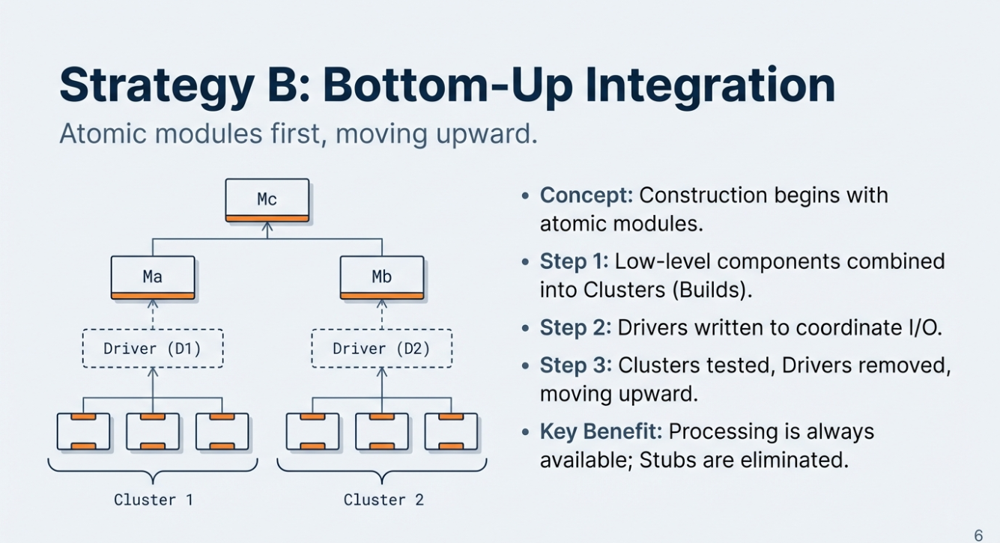 Strategy B: Bottom-Up Integration
Atomic modules first, moving upward.
Mc
Ma
Mb
Driver (D1)
Driver (D2)
Cluster 1
Cluster 2
• Concept: Construction begins with
atomic modules.
• Step 1: Low-level components combined
into Clusters (Builds).
• Step 2: Drivers written to coordinate I/O.
• Step 3: Clusters tested, Drivers removed,
moving upward.
• Key Benefit: Processing is always
available; Stubs are eliminated.
6